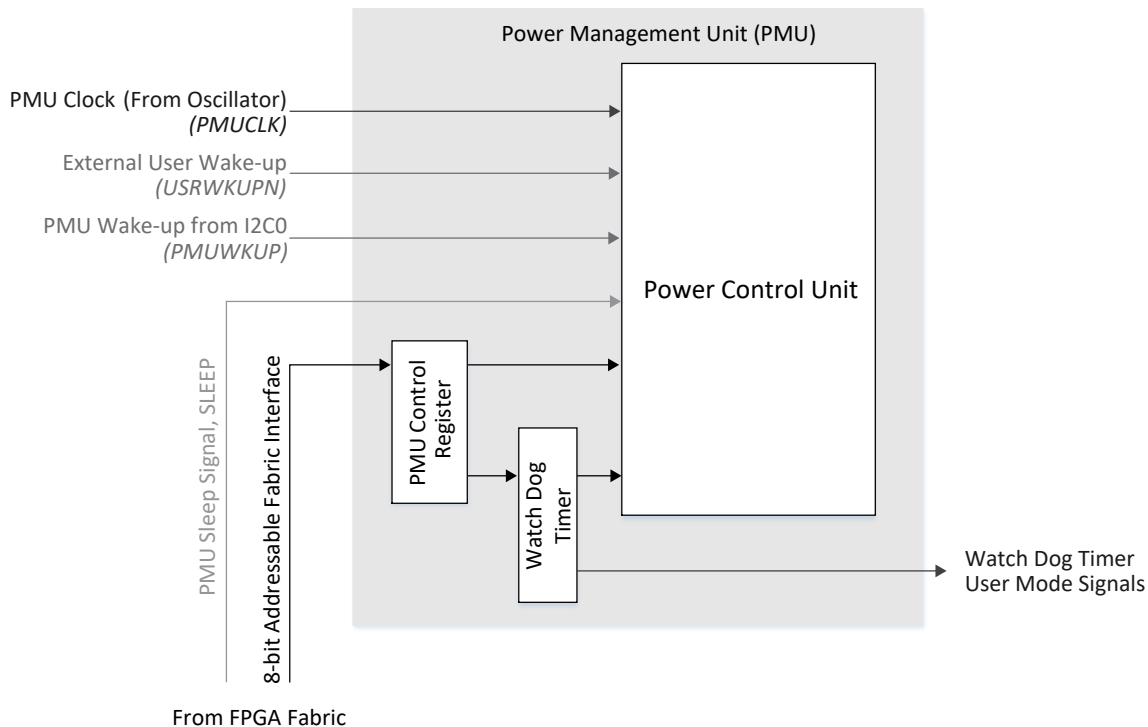 Power Management Unit (PMU)
PMU Clock (From Oscillator)
(PMUCLK)
External User Wake-up
(USRWKUPN)
PMU Wake-up from I2C0
(PMUWKUP)
Power Control Unit
PMU Sleep Signal, SLEEP
8-bit Addressable Fabric Interface
PMU Control
Register
Watch Dog
Timer
Watch Dog Timer
User Mode Signals
From FPGA Fabric